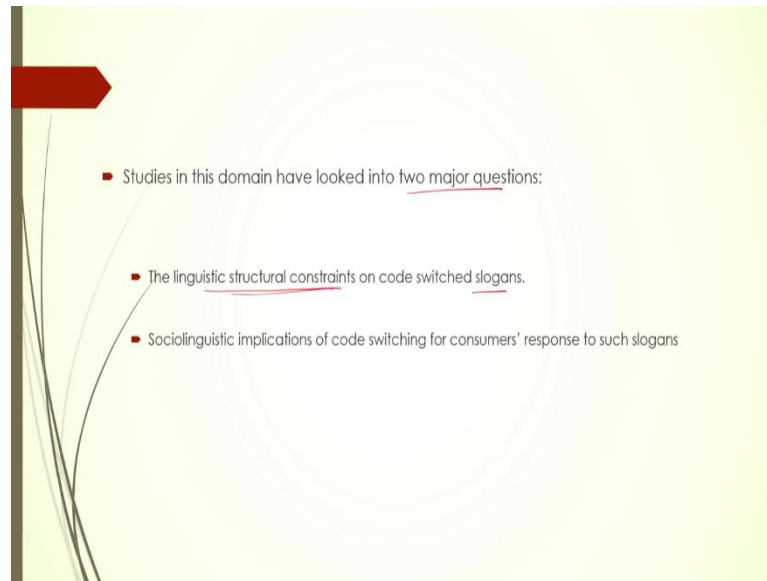 Studies in this domain have looked into two major questions:
The linguistic structural constraints on code switched slogans.
Sociolinguistic implications of code switching for consumers' response to such slogans